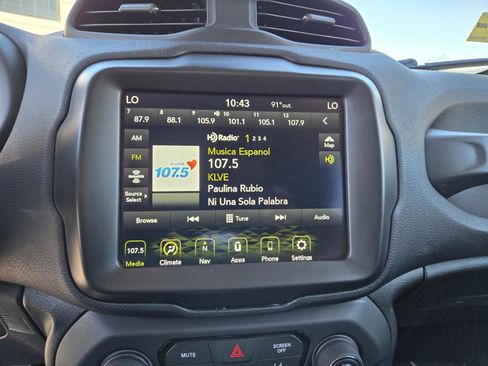 LO 10:43 91°out. LO
7 8 9 10 11 12
87.9 88.1 105.9 101.1 105.1 107.9
AM HD Radio 1 2 3 4 Map
Musica Espanol
FM 107.5 HD
K-LOVE
107.5
KLVE
Paulina Rubio
Source
Select
Ni Una Sola Palabra
Browse Tune Audio
107.5 N
Media Climate Nav Apps Phone Settings
MUTE SCREEN
OFF